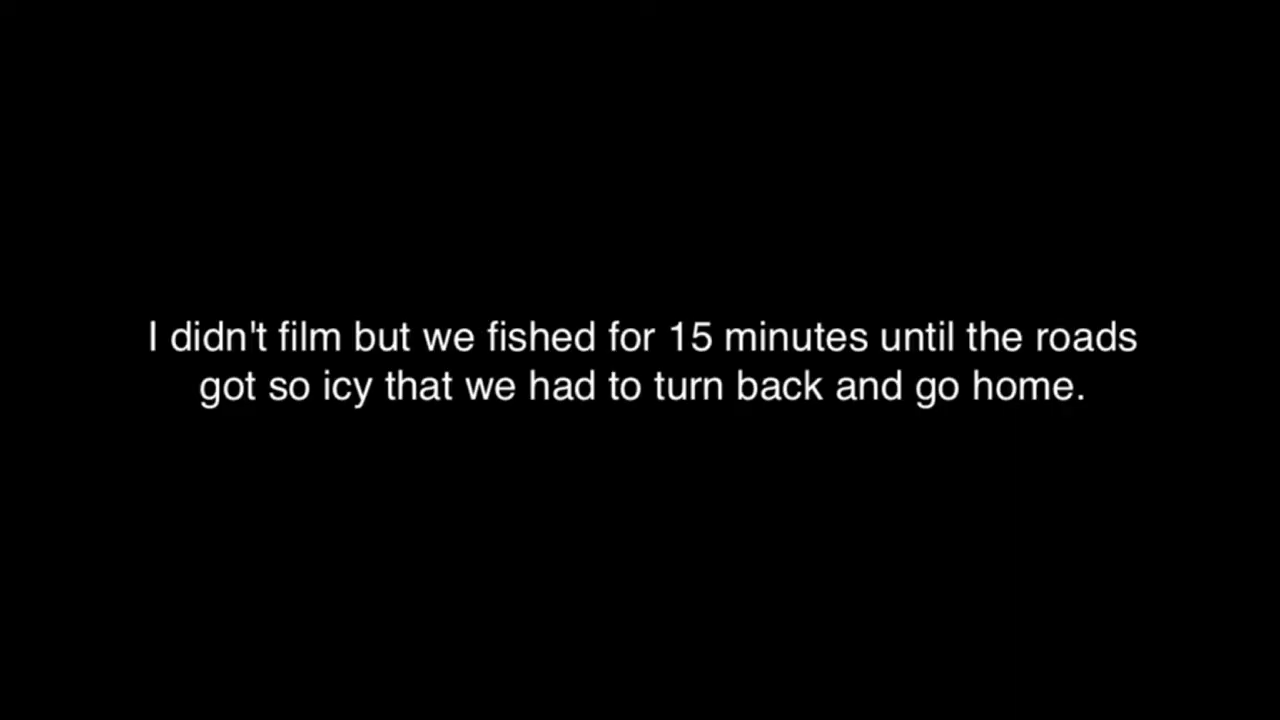 I didn't film but we fished for 15 minutes until the roads
got so icy that we had to turn back and go home.